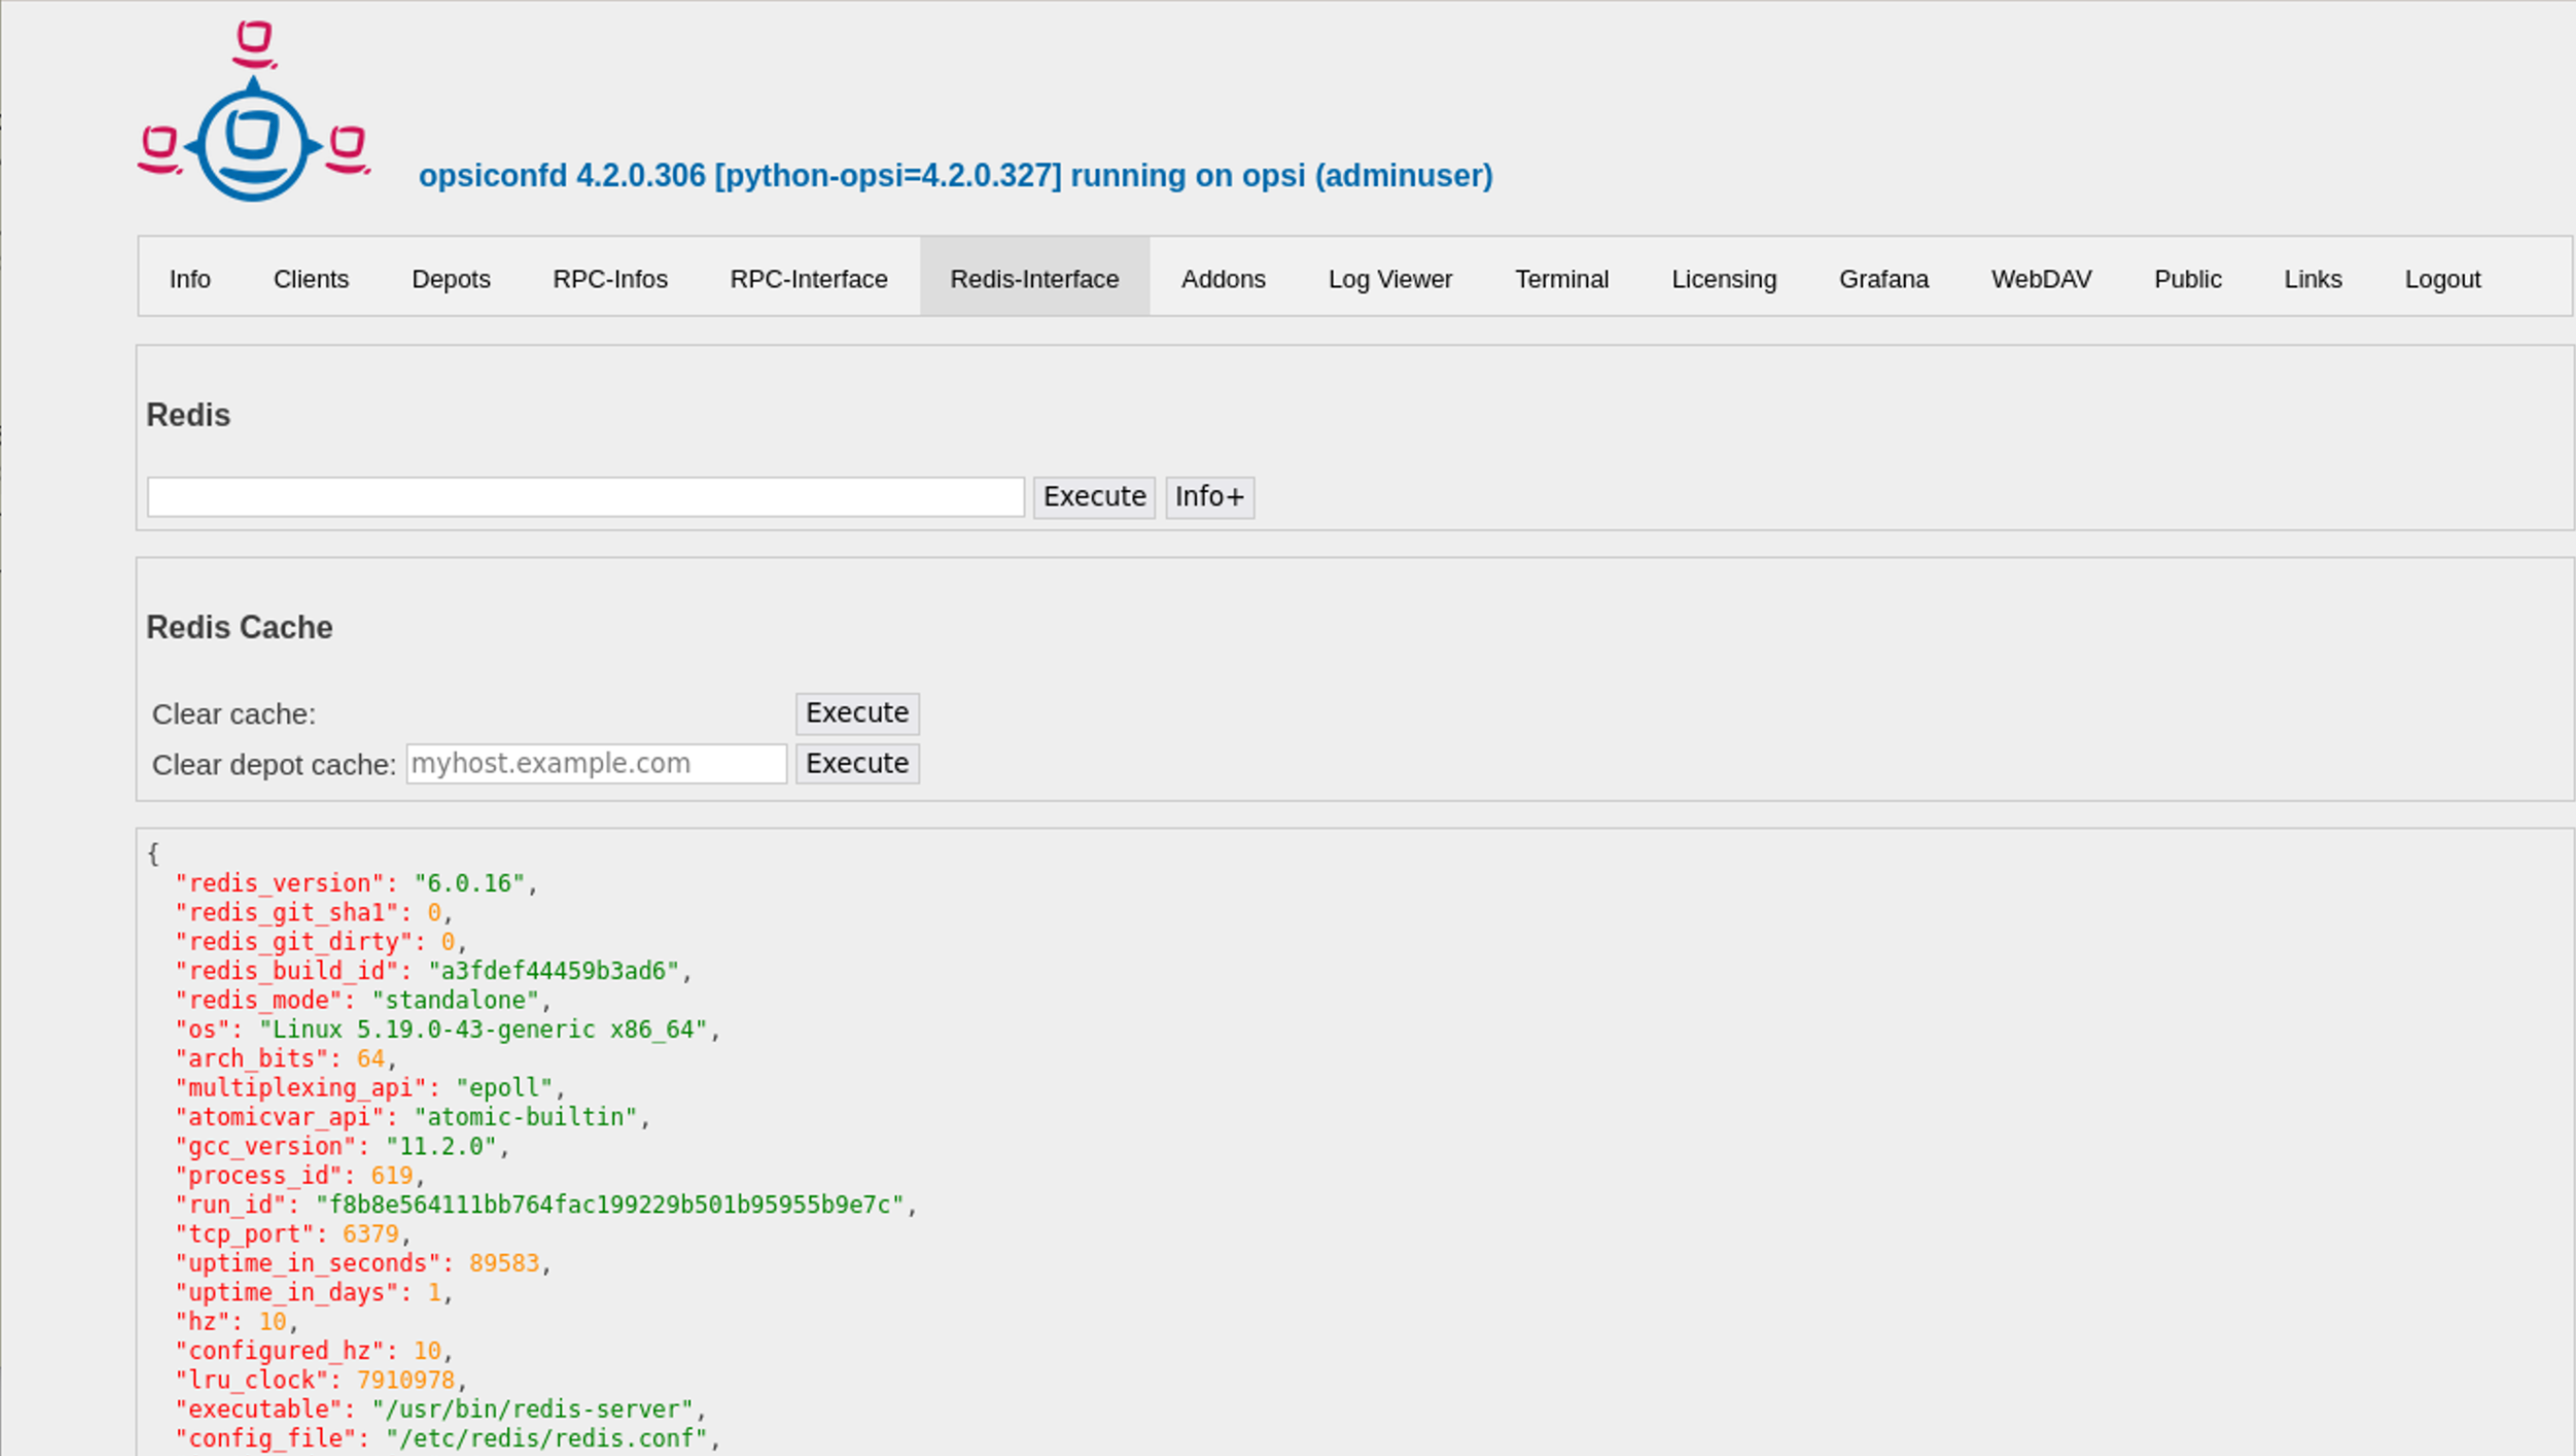 opsiconfd 4.2.0.306 [python-opsi=4.2.0.327] running on opsi (adminuser)
Info Clients Depots RPC-Infos RPC-Interface Redis-Interface Addons Log Viewer Terminal Licensing Grafana WebDAV Public Links Logout
Redis
Execute Info+
Redis Cache
Clear cache: Execute
Clear depot cache: myhost.example.com Execute
{
"redis_version": "6.0.16",
"redis_git_sha1": 0,
"redis_git_dirty": 0,
"redis_build_id": "a3fdef44459b3ad6",
"redis_mode": "standalone",
"os": "Linux 5.19.0-43-generic x86_64",
"arch_bits": 64,
"multiplexing_api": "epoll",
"atomicvar_api": "atomic-builtin",
"gcc_version": "11.2.0",
"process_id": 619,
"run_id": "f8b8e564111bb764fac199229b501b95955b9e7c",
"tcp_port": 6379,
"uptime_in_seconds": 89583,
"uptime_in_days": 1,
"hz": 10,
"configured_hz": 10,
"lru_clock": 7910978,
"executable": "/usr/bin/redis-server",
"config_file": "/etc/redis/redis.conf",